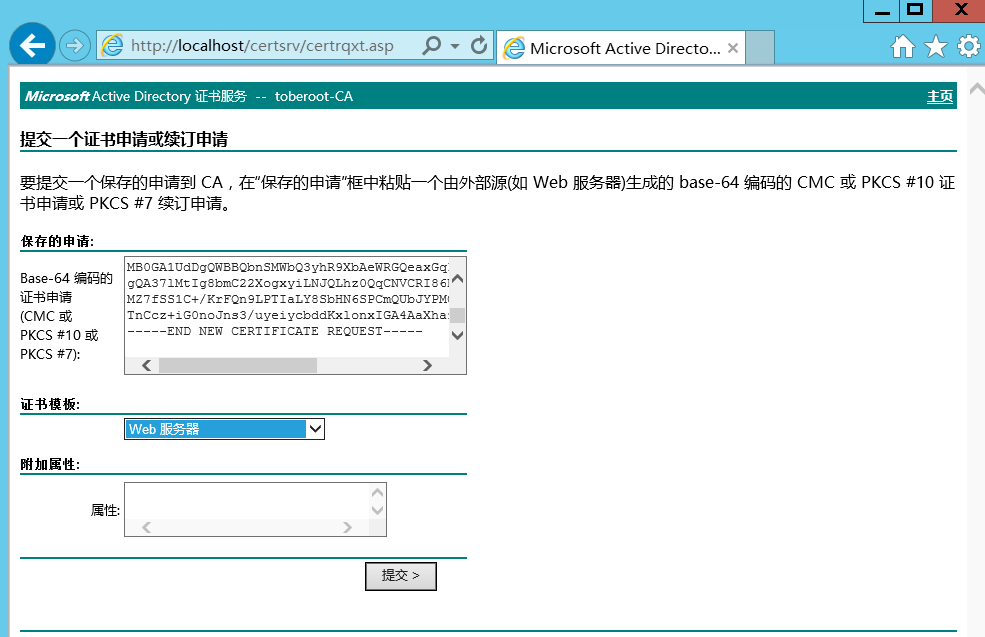 http://localhost/certsrv/certrqxt.asp
Microsoft Active Directo...
Microsoft Active Directory 证书服务 -- toberoot-CA
主页
提交一个证书申请或续订申请
要提交一个保存的申请到 CA，在“保存的申请”框中粘贴一个由外部源(如 Web 服务器)生成的 base-64 编码的 CMC 或 PKCS #10 证
书申请或 PKCS #7 续订申请。
保存的申请:
Base-64 编码的
证书申请
(CMC 或
PKCS #10 或
PKCS #7):
MB0GA1UdDgQWBBQbnSMWbQ3yhR9XbAeWRGQeaxGq
gQA37lMtIg8bmC22XogxyiLNJQLhz0QqCNVCRI86
MZ7fSS1C+/KrFQn9LPTIaLY8SbHN6SPCmQUbJYPM
TnCcz+iG0noJns3/uyeiycbddKxlonxIGA4AaXha
-----END NEW CERTIFICATE REQUEST-----
证书模板:
Web 服务器
附加属性:
属性:
提交 >